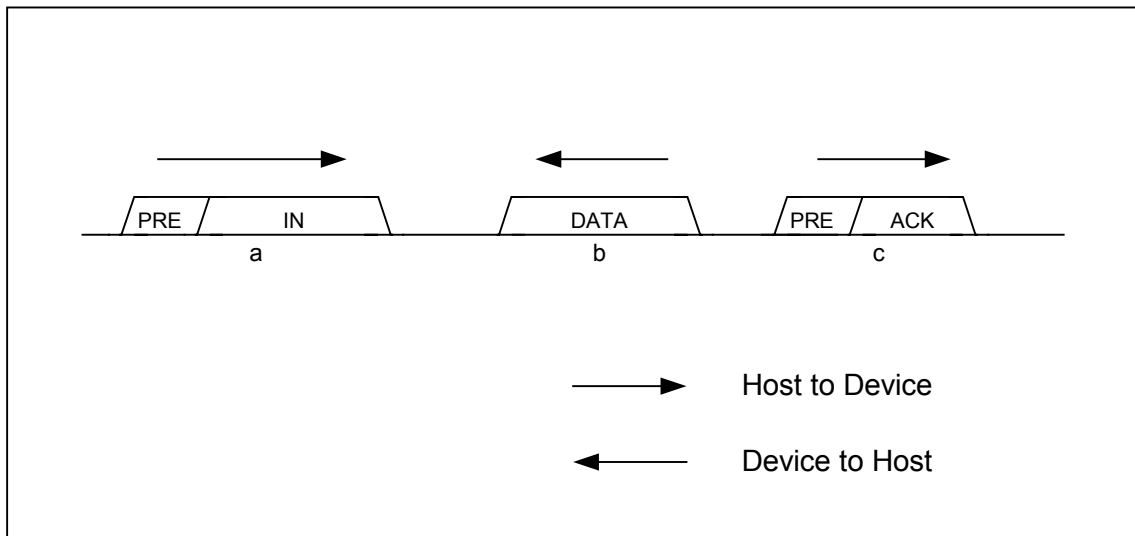 PRE IN DATA PRE ACK
a b c
Host to Device
Device to Host